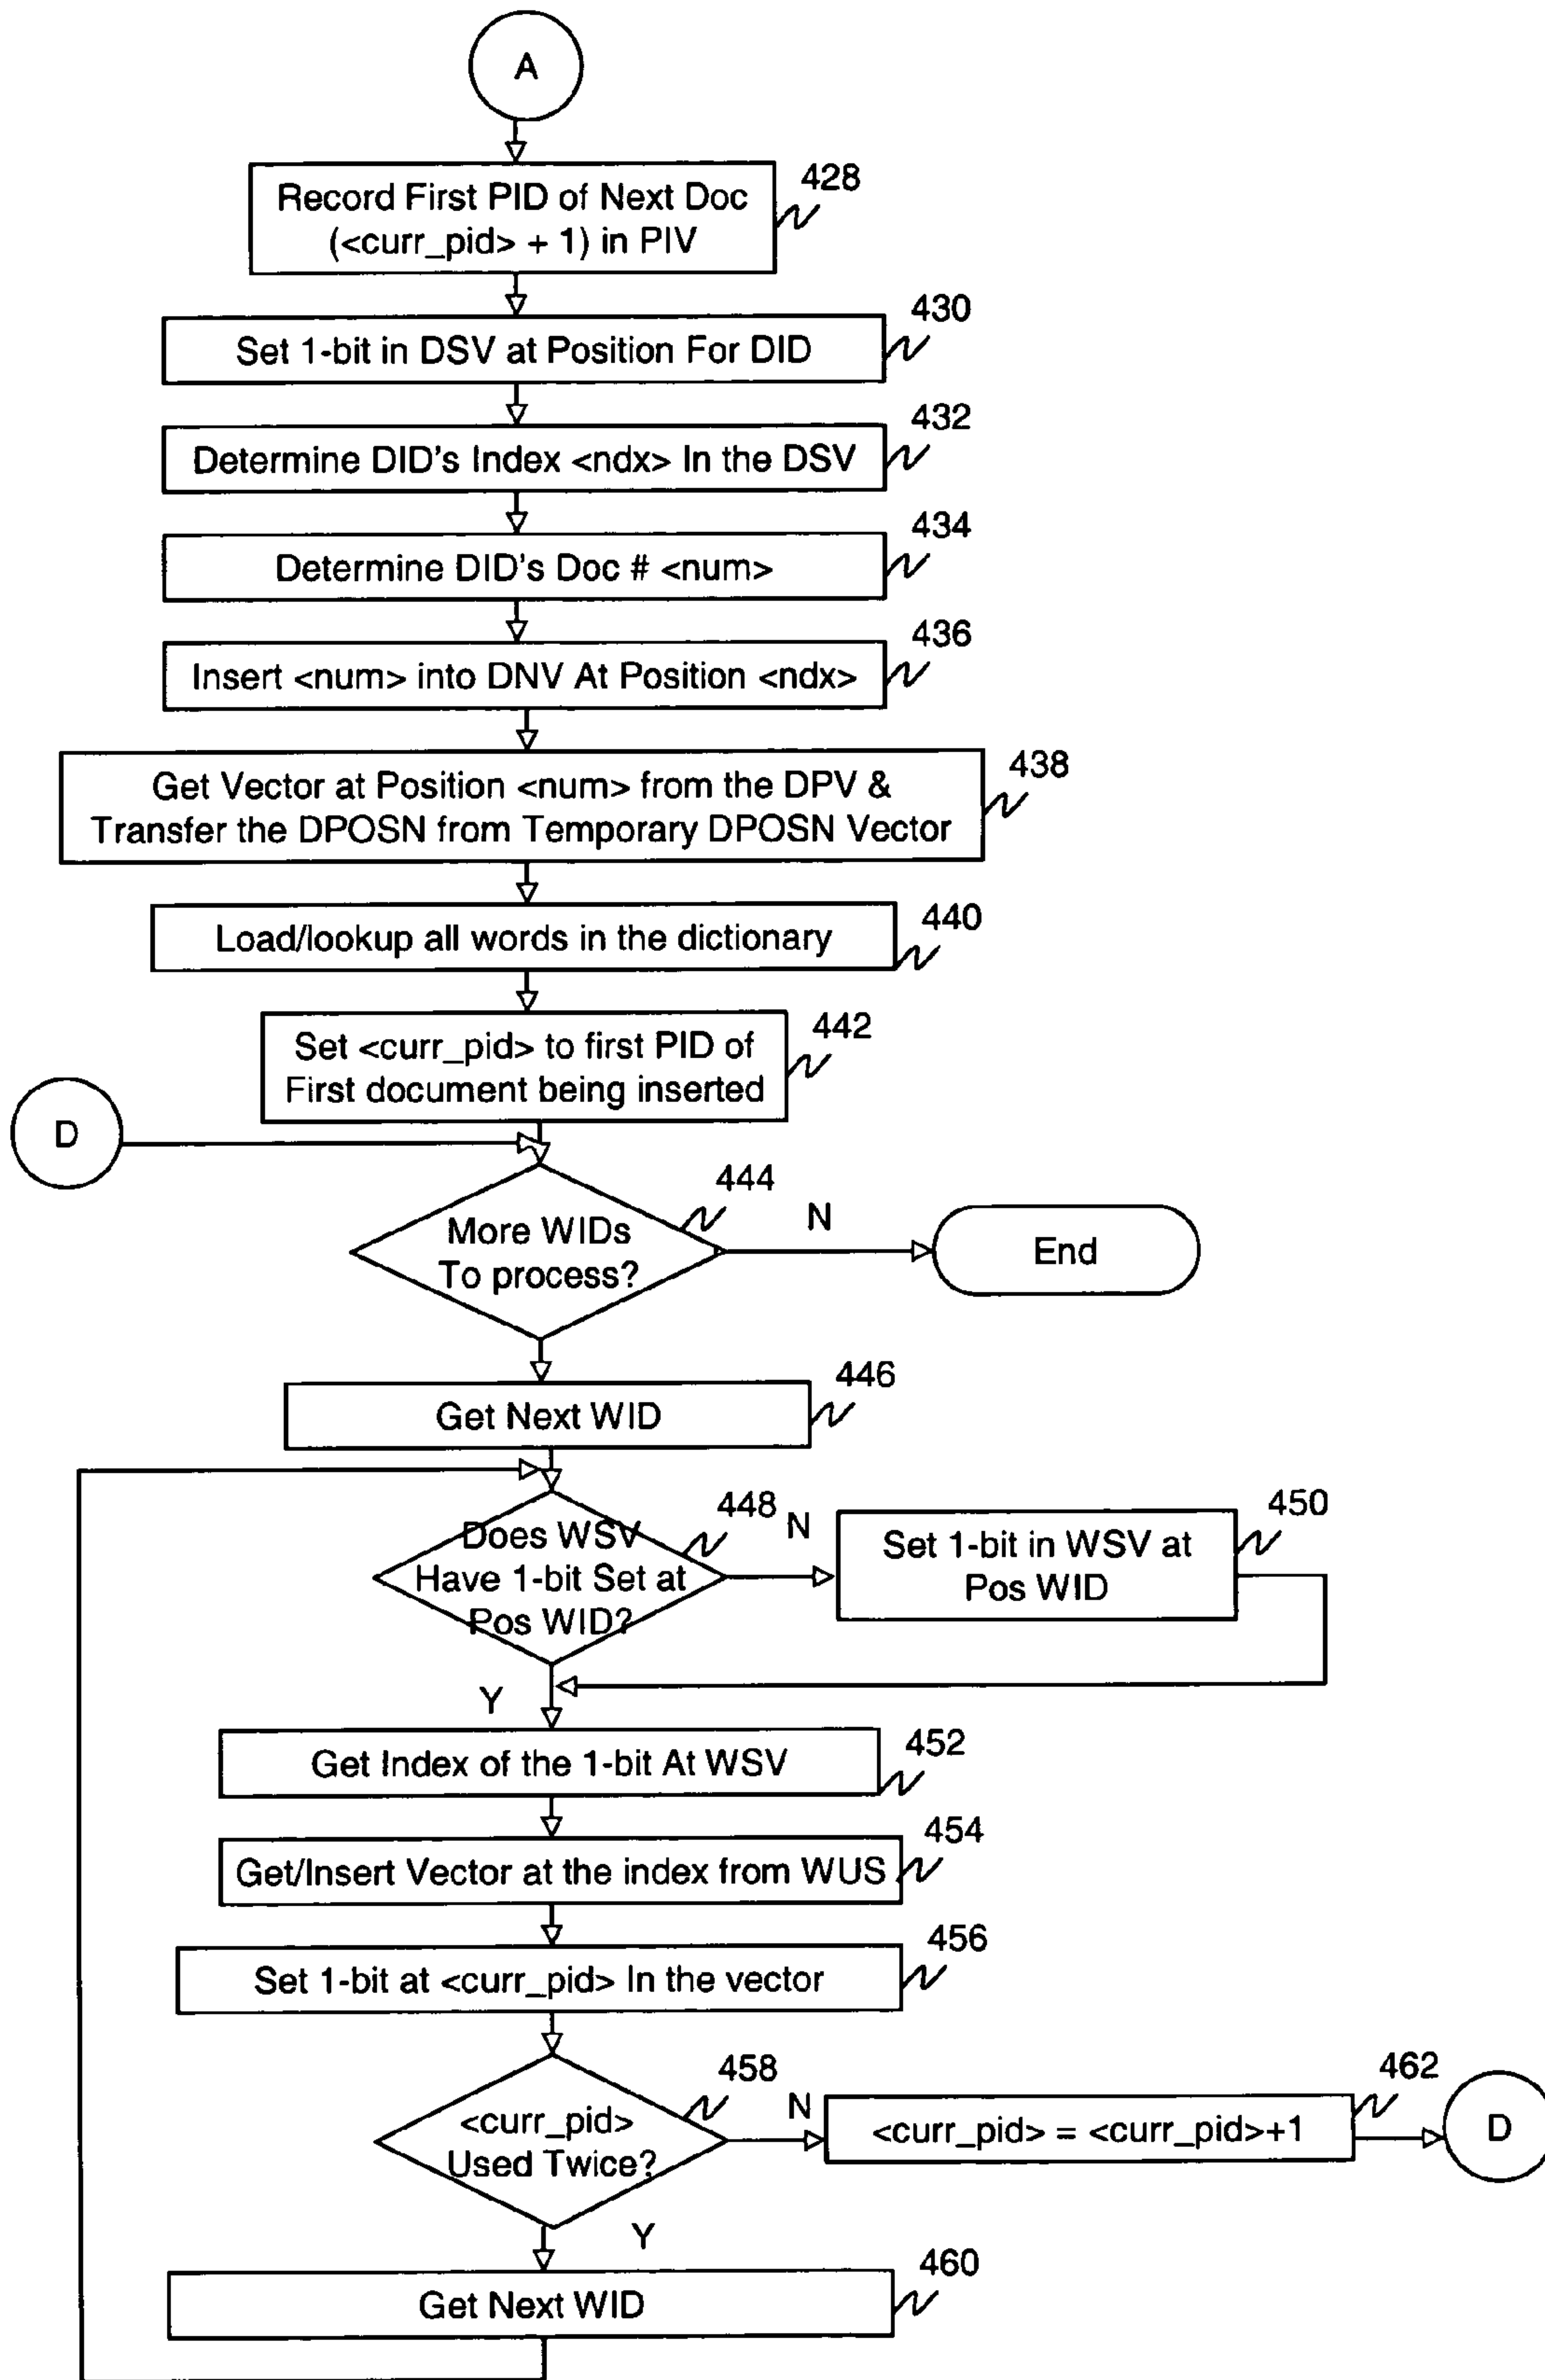 A
Record First PID of Next Doc
(<curr_pid> + 1) in PIV
428
Set 1-bit in DSV at Position For DID
430
Determine DID's Index <ndx> In the DSV
432
Determine DID's Doc # <num>
434
Insert <num> into DNV At Position <ndx>
436
Get Vector at Position <num> from the DPV &
Transfer the DPOSN from Temporary DPOSN Vector
438
Load/lookup all words in the dictionary
440
Set <curr_pid> to first PID of
First document being inserted
442
D
More WIDs
To process?
444
N
End
Get Next WID
446
Does WSV
Have 1-bit Set at
Pos WID?
448
N
Set 1-bit in WSV at
Pos WID
450
Y
Get Index of the 1-bit At WSV
452
Get/Insert Vector at the index from WUS
454
Set 1-bit at <curr_pid> In the vector
456
<curr_pid>
Used Twice?
458
N
<curr_pid> = <curr_pid>+1
462
D
Y
Get Next WID
460